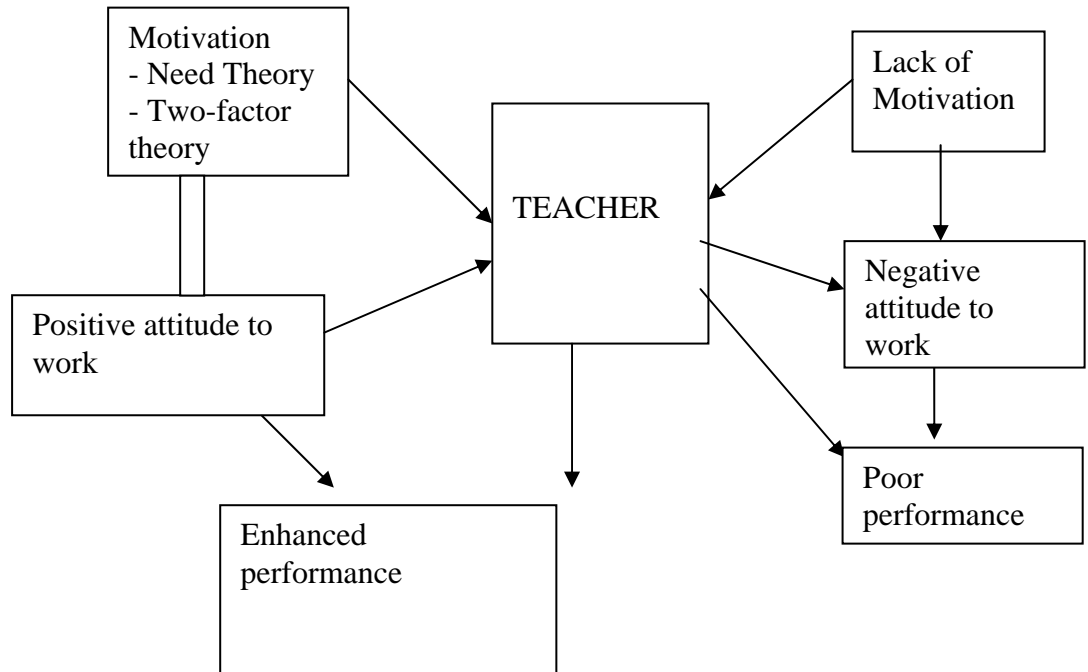 Motivation
- Need Theory
- Two-factor
theory
Lack of
Motivation
TEACHER
Positive attitude to
work
Negative
attitude to
work
Enhanced
performance
Poor
performance